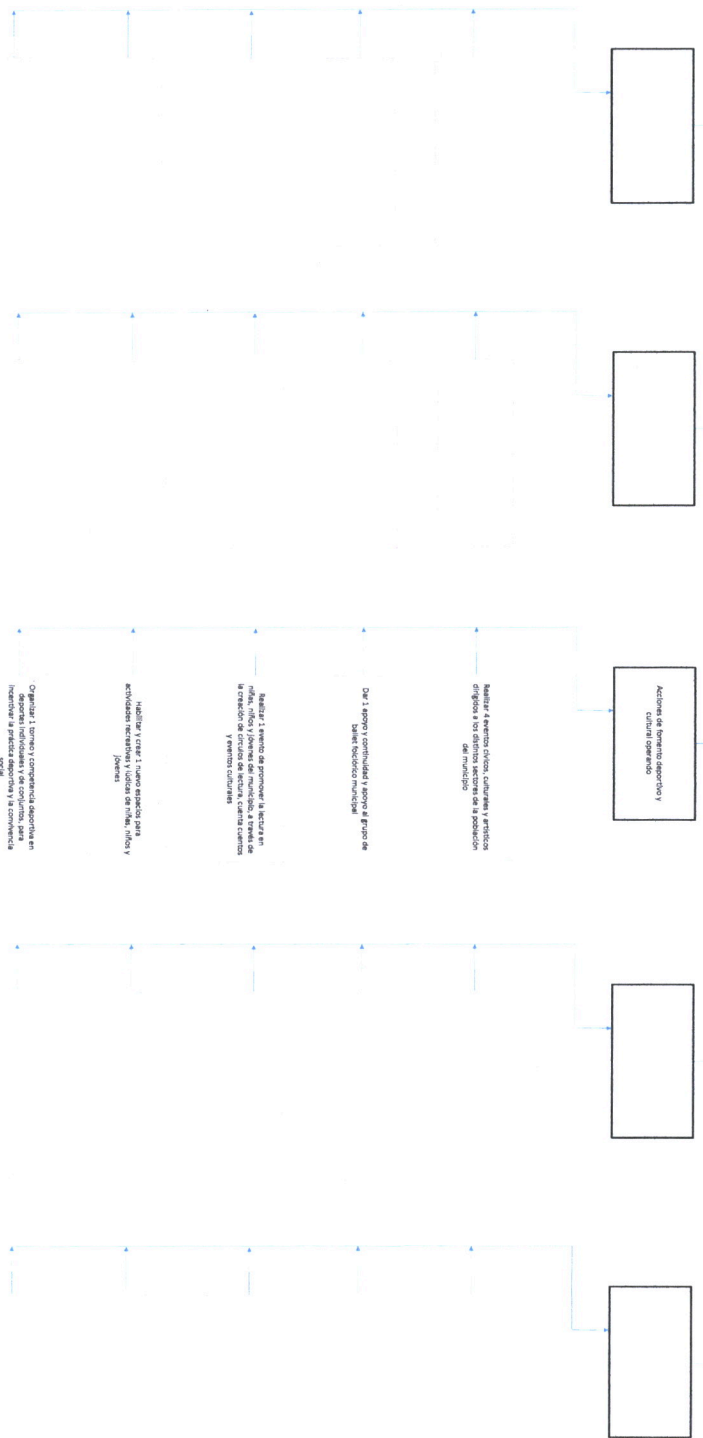 Acciones de fomento deportivo y
cultural operando
Realizar 4 eventos cívicos, culturales y artísticos
dirigidos a los distintos sectores de la población
del municipio
Dar 1 apoyo y continuidad y apoyo al grupo de
ballet folclórico municipal
Realizar 1 evento de promover la lectura en
niñas, niños y jóvenes del municipio, a través de
la creación de círculos de lectura, cuenta cuentos
y eventos culturales
Habilitar y crear 1 nuevo espacios para
actividades recreativas y lúdicas de niñas, niños y
jóvenes
Organizar 1 torneo y competencia deportiva en
deportes individuales y de conjuntos, para
incentivar la práctica deportiva y la convivencia
social